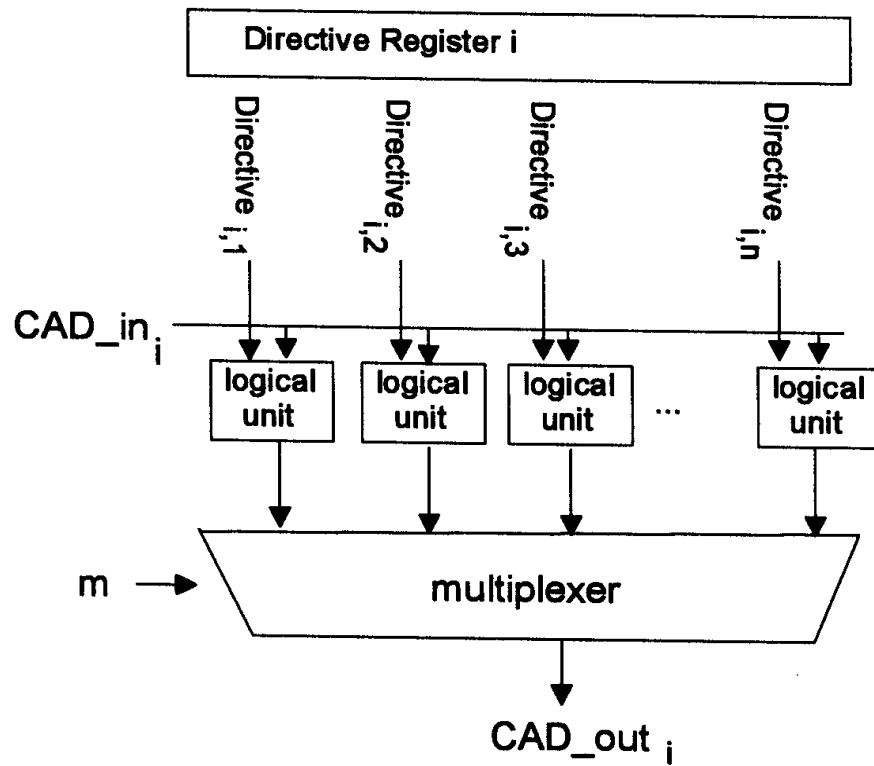 Directive Register i
Directive i,1
Directive i,2
Directive i,3
Directive i,n
CAD_in i
logical unit
logical unit
logical unit
...
logical unit
m
multiplexer
CAD_out i